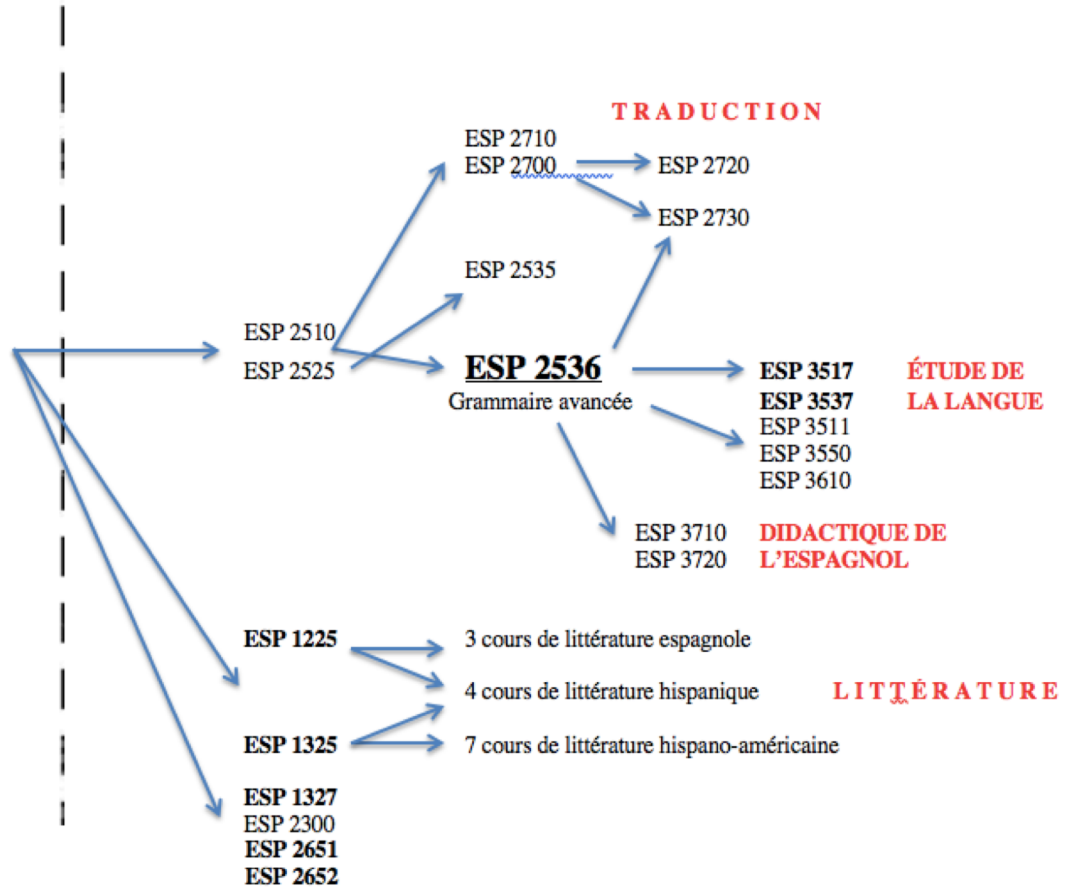 TRADUCTION
ESP 2710
ESP 2700
ESP 2720
ESP 2730
ESP 2535
ESP 2510
ESP 2525
ESP 2536
Grammaire avancée
ESP 3517 ÉTUDE DE
ESP 3537 LA LANGUE
ESP 3511
ESP 3550
ESP 3610
ESP 3710 DIDACTIQUE DE
ESP 3720 L'ESPAGNOL
ESP 1225
3 cours de littérature espagnole
4 cours de littérature hispanique
LITTÉRATURE
ESP 1325
7 cours de littérature hispano-américaine
ESP 1327
ESP 2300
ESP 2651
ESP 2652